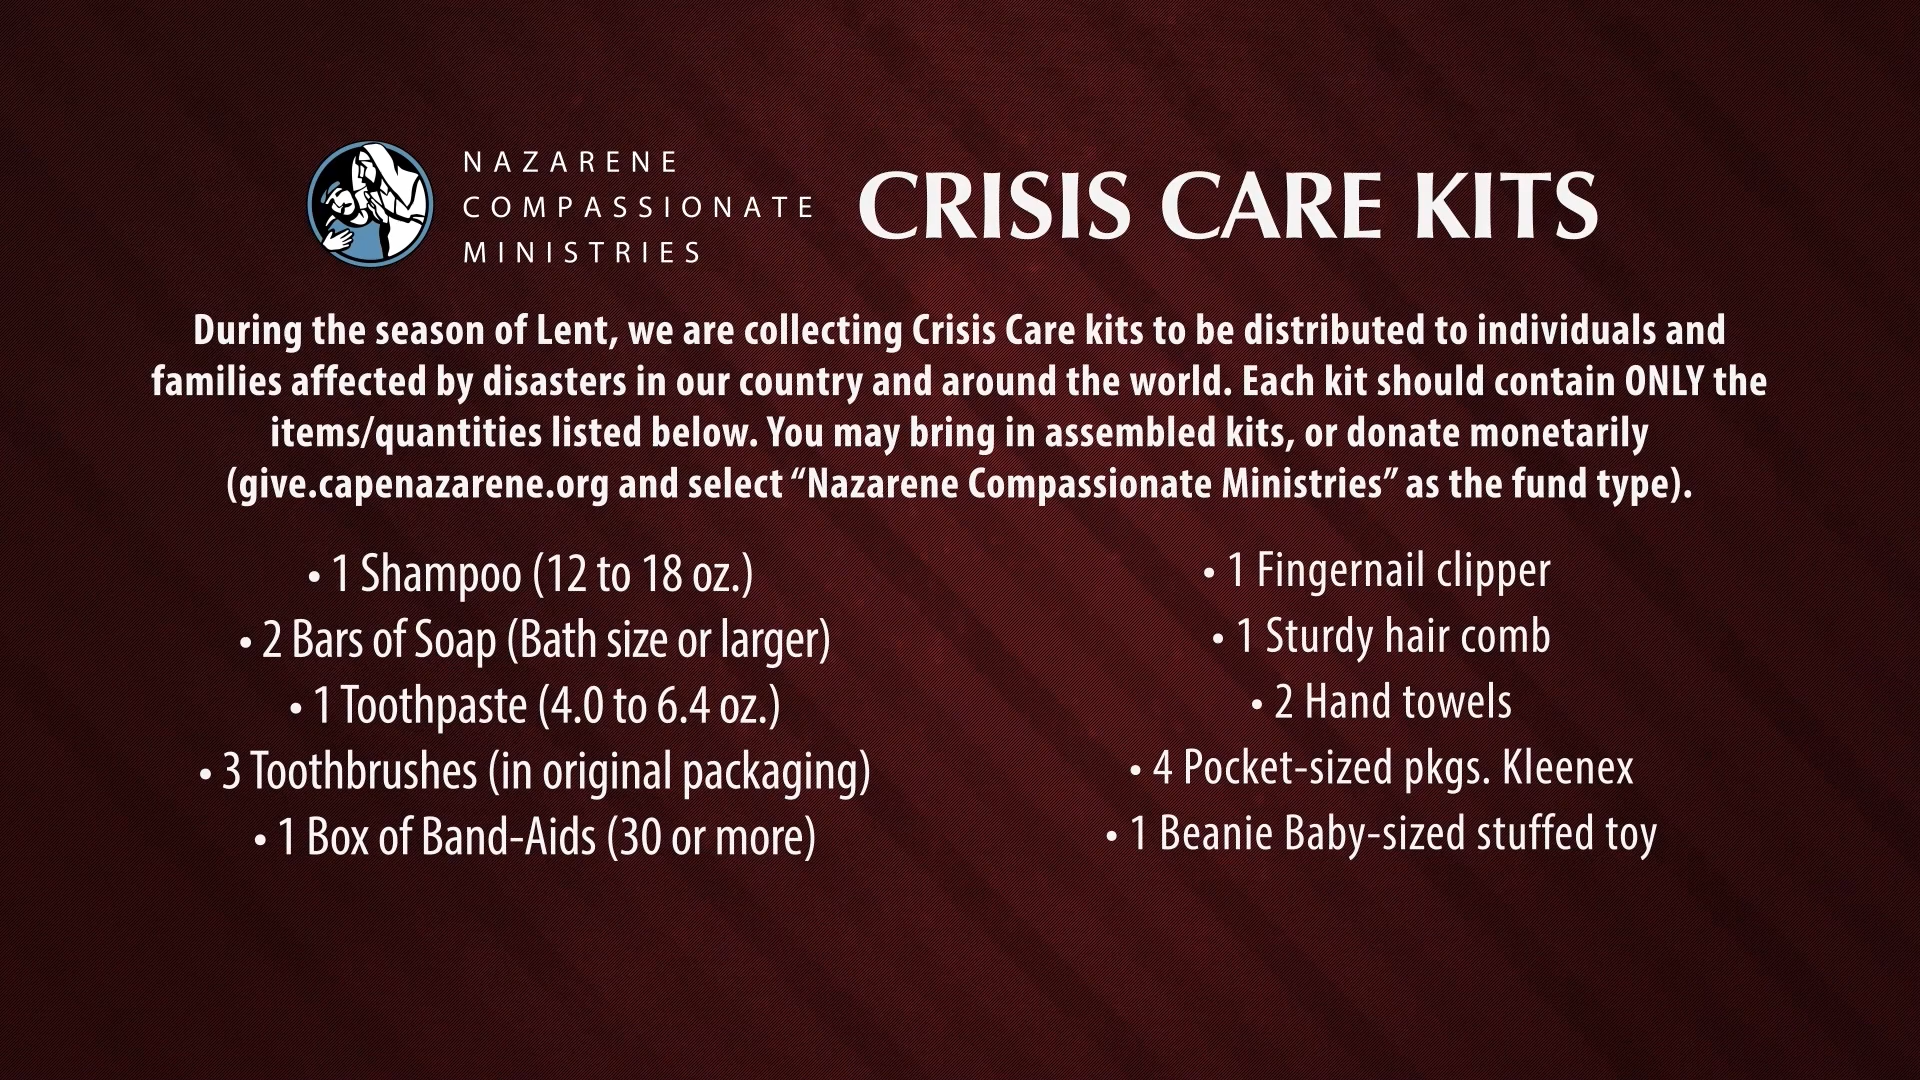 NAZARENE
COMPASSIONATE
MINISTRIES
CRISIS CARE KITS
During the season of Lent, we are collecting Crisis Care kits to be distributed to individuals and
families affected by disasters in our country and around the world. Each kit should contain ONLY the
items/quantities listed below. You may bring in assembled kits, or donate monetarily
(give.capenazarene.org and select “Nazarene Compassionate Ministries” as the fund type).
• 1 Shampoo (12 to 18 oz.)
• 2 Bars of Soap (Bath size or larger)
• 1 Toothpaste (4.0 to 6.4 oz.)
• 3 Toothbrushes (in original packaging)
• 1 Box of Band-Aids (30 or more)
• 1 Fingernail clipper
• 1 Sturdy hair comb
• 2 Hand towels
• 4 Pocket-sized pkgs. Kleenex
• 1 Beanie Baby-sized stuffed toy